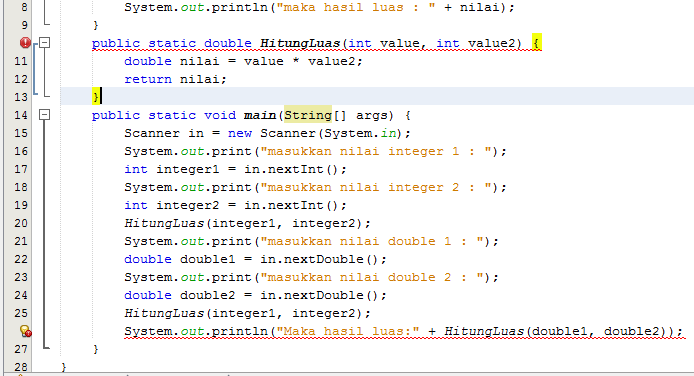 8 System.out.println("maka hasil luas : " + nilai);
9 }
public static double HitungLuas(int value, int value2) {
11 double nilai = value * value2;
12 return nilai;
13 }
14 public static void main(String[] args) {
15 Scanner in = new Scanner(System.in);
16 System.out.print("masukkan nilai integer 1 : ");
17 int integer1 = in.nextInt();
18 System.out.print("masukkan nilai integer 2 : ");
19 int integer2 = in.nextInt();
20 HitungLuas(integer1, integer2);
21 System.out.print("masukkan nilai double 1 : ");
22 double double1 = in.nextDouble();
23 System.out.print("masukkan nilai double 2 : ");
24 double double2 = in.nextDouble();
25 HitungLuas(integer1, integer2);
System.out.println("Maka hasil luas:" + HitungLuas(double1, double2));
27 }
28 }